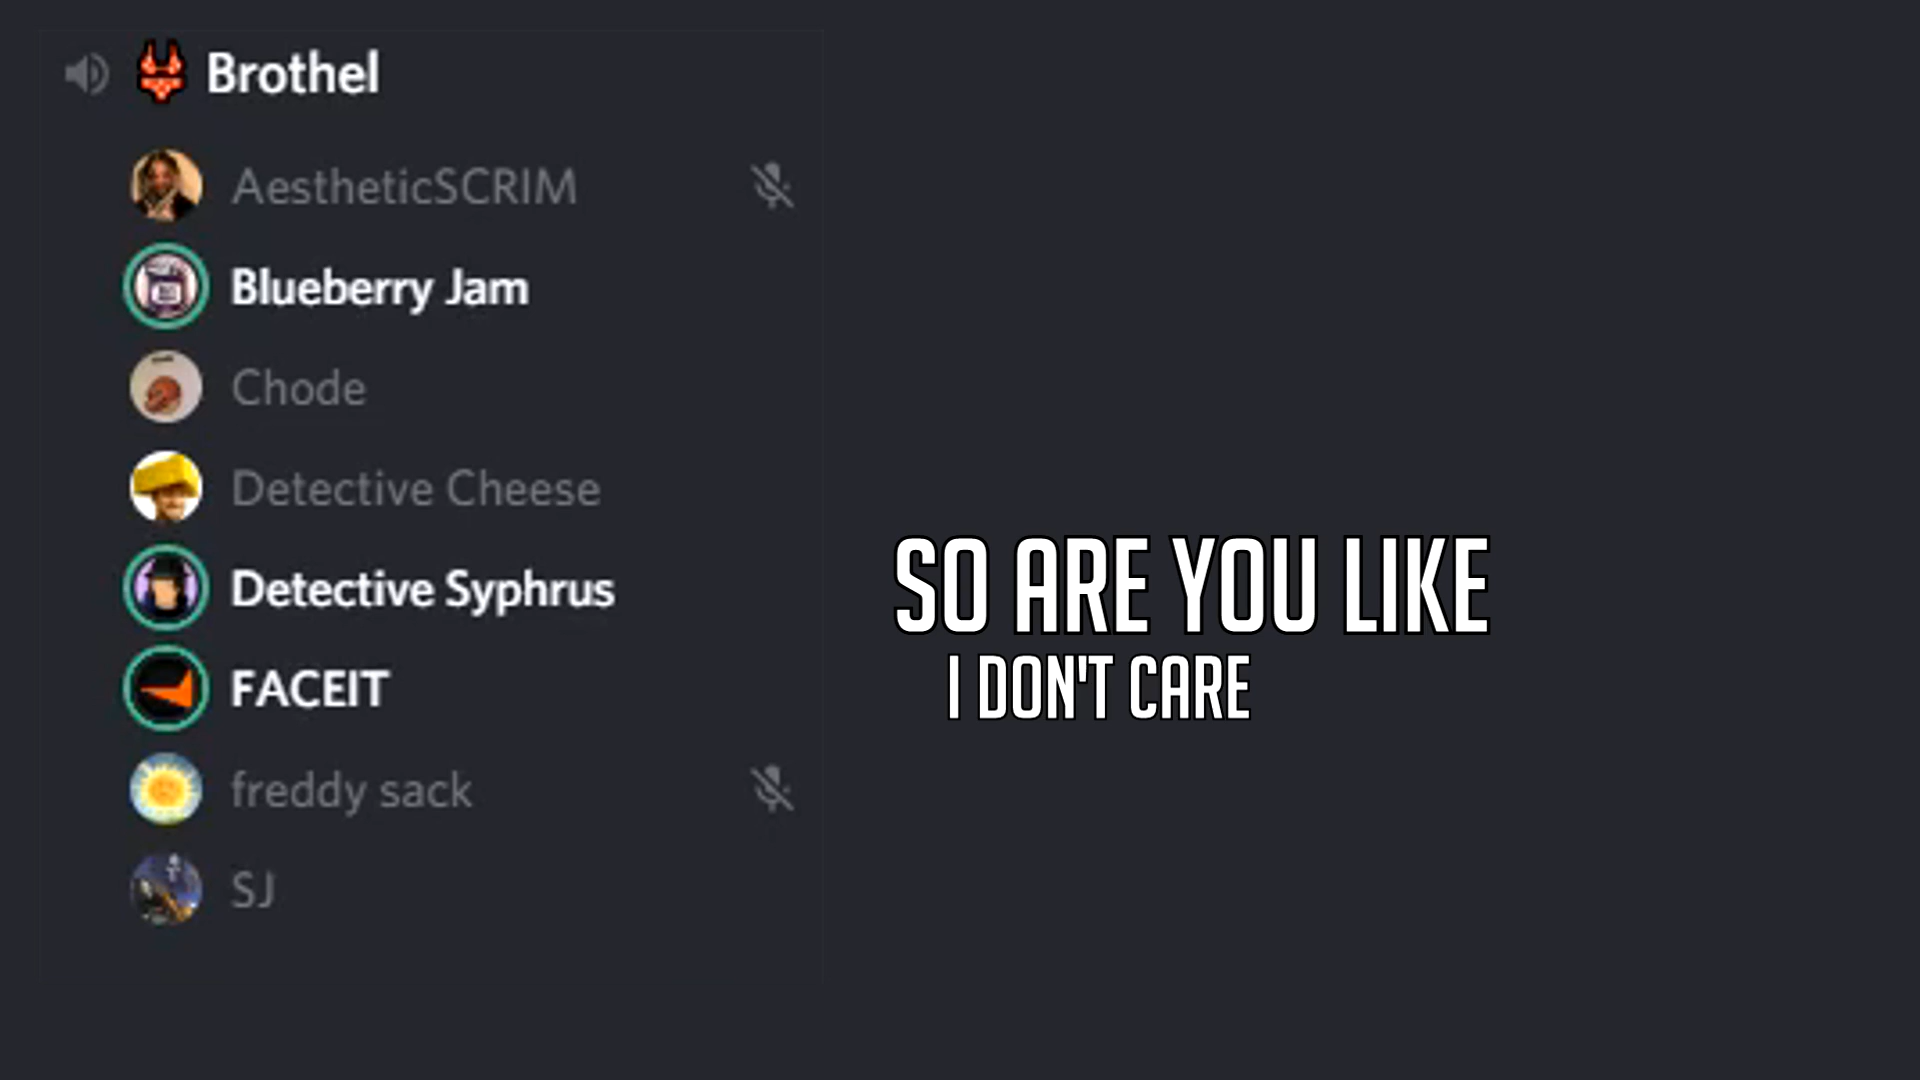 Brothel
AestheticSCRIM
Blueberry Jam
Chode
Detective Cheese
Detective Syphrus
SO ARE YOU LIKE
FACEIT
I DON'T CARE
freddy sack
SJ